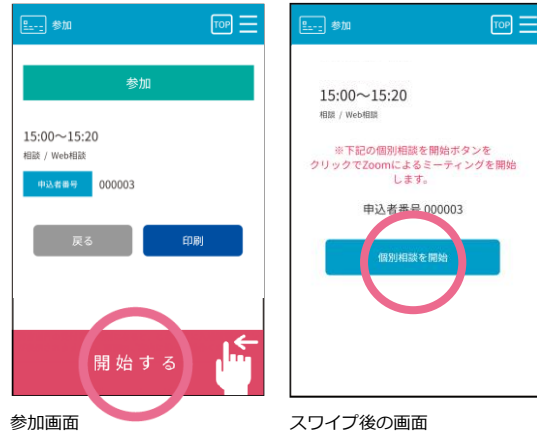 参加
TOP
参加
15:00～15:20
相談 / Web相談
申込者番号 000003
戻る
印刷
開始する
参加画面
参加
TOP
15:00～15:20
相談 / Web相談
※下記の個別相談を開始ボタンを
クリックでZoomによるミーティングを開始
します。
申込者番号 000003
個別相談を開始
スワイプ後の画面